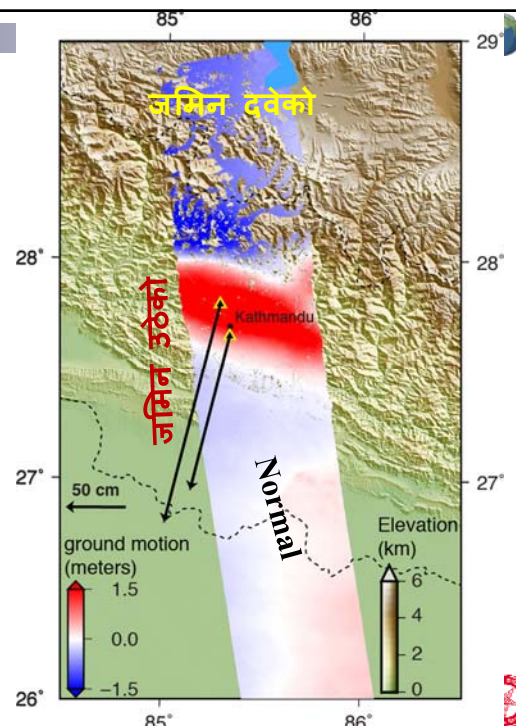 85˚
86˚
29˚
जमिन दवेको
28˚
28˚
जमिन उठेको
Kathmandu
27˚
27˚
50 cm
Normal
Elevation
(km)
6
4
2
0
ground motion
(meters)
1.5
0.0
−1.5
26˚
26˚
85˚
86˚